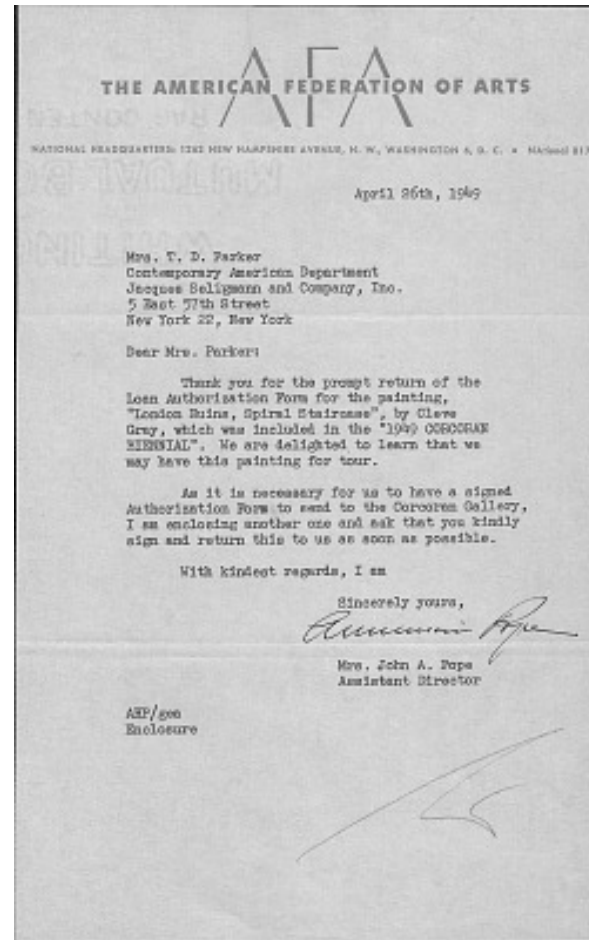 AFA
THE AMERICAN FEDERATION OF ARTS
NATIONAL HEADQUARTERS: 1262 NEW HAMPSHIRE AVENUE, N. W., WASHINGTON 6, D. C. • NAtional
April 26th, 1949
Mrs. T. D. Parker
Contemporary American Department
Jacques Seligmann and Company, Inc.
5 East 57th Street
New York 22, New York
Dear Mrs. Parker:
Thank you for the prompt return of the
Loan Authorization Form for the painting,
"London Ruins, Spiral Staircase", by Cleve
Gray, which was included in the "1949 CORCORAN
BIENNIAL". We are delighted to learn that we
may have this painting for tour.
As it is necessary for us to have a signed
Authorization Form to send to the Corcoran Gallery,
I am enclosing another one and ask that you kindly
sign and return this to us as soon as possible.
With kindest regards, I am
Sincerely yours,
Annemarie Pope
Mrs. John A. Pope
Assistant Director
AHP/gem
Enclosure